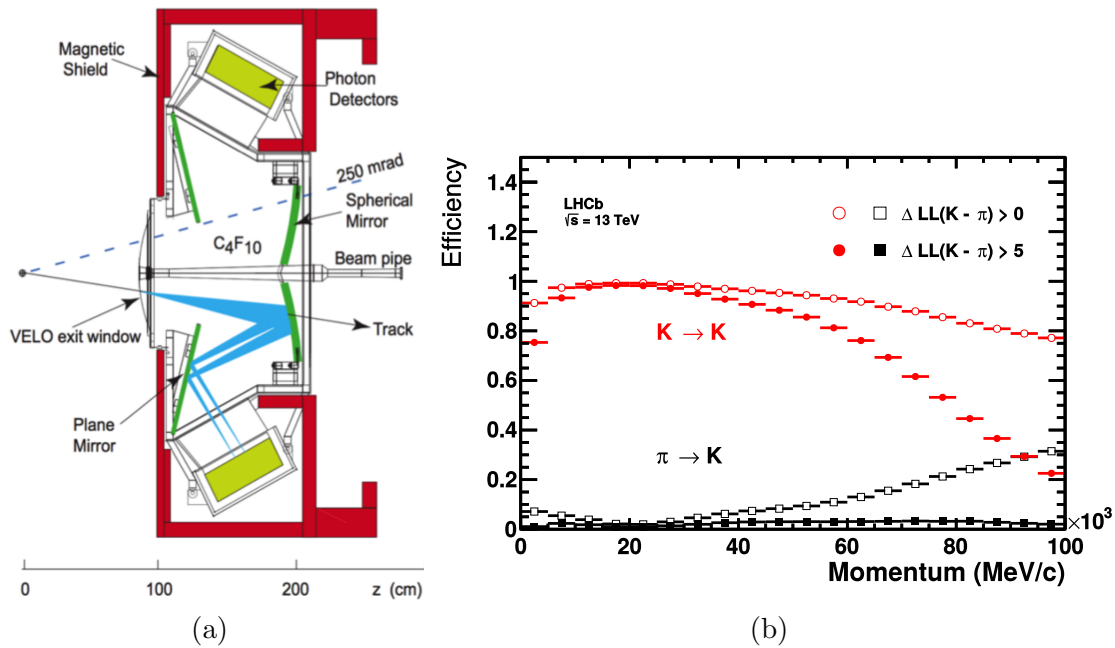 Magnetic
Shield
Photon
Detectors
250 mrad
Spherical
Mirror
C4F10
Beam pipe
VELO exit window
Track
Plane
Mirror
0 100 200 z (cm)
(a)
Efficiency
1.4
1.2
1
0.8
0.6
0.4
0.2
0
LHCb
√s = 13 TeV
Δ LL(K - π) > 0
Δ LL(K - π) > 5
K → K
π → K
0 20 40 60 80 100
×10³
Momentum (MeV/c)
(b)